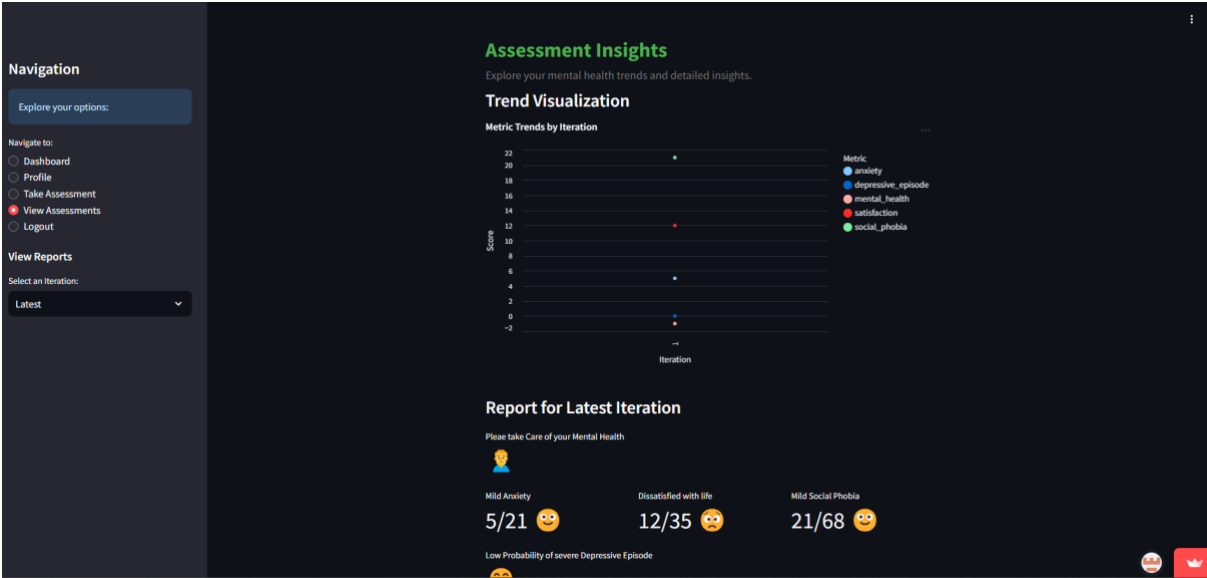 Navigation
Explore your options:
Navigate to:
Dashboard
Profile
Take Assessment
View Assessments
Logout
View Reports
Select an Iteration:
Latest
Assessment Insights
Explore your mental health trends and detailed insights.
Trend Visualization
Metric Trends by Iteration
22
20
18
16
14
12
10
8
6
4
2
0
−2
Score
1
Iteration
Metric
anxiety
depressive_episode
mental_health
satisfaction
social_phobia
Report for Latest Iteration
Pleae take Care of your Mental Health
Mild Anxiety
5/21
Dissatisfied with life
12/35
Mild Social Phobia
21/68
Low Probability of severe Depressive Episode